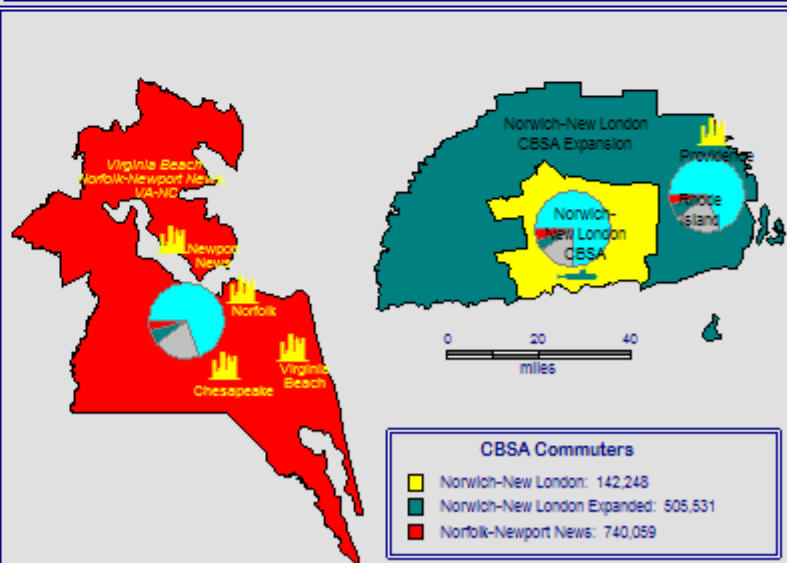 Virginia Beach
Norfolk-Newport News,
VA-NC
Newport
News
Norfolk
Virginia
Beach
Chesapeake
Norwich-New London
CBSA Expansion
Providence
Rhode
Island
Norwich-
New London
CBSA
0 20 40
miles
CBSA Commuters
Norwich-New London: 142,248
Norwich-New London Expanded: 505,531
Norfolk-Newport News: 740,059